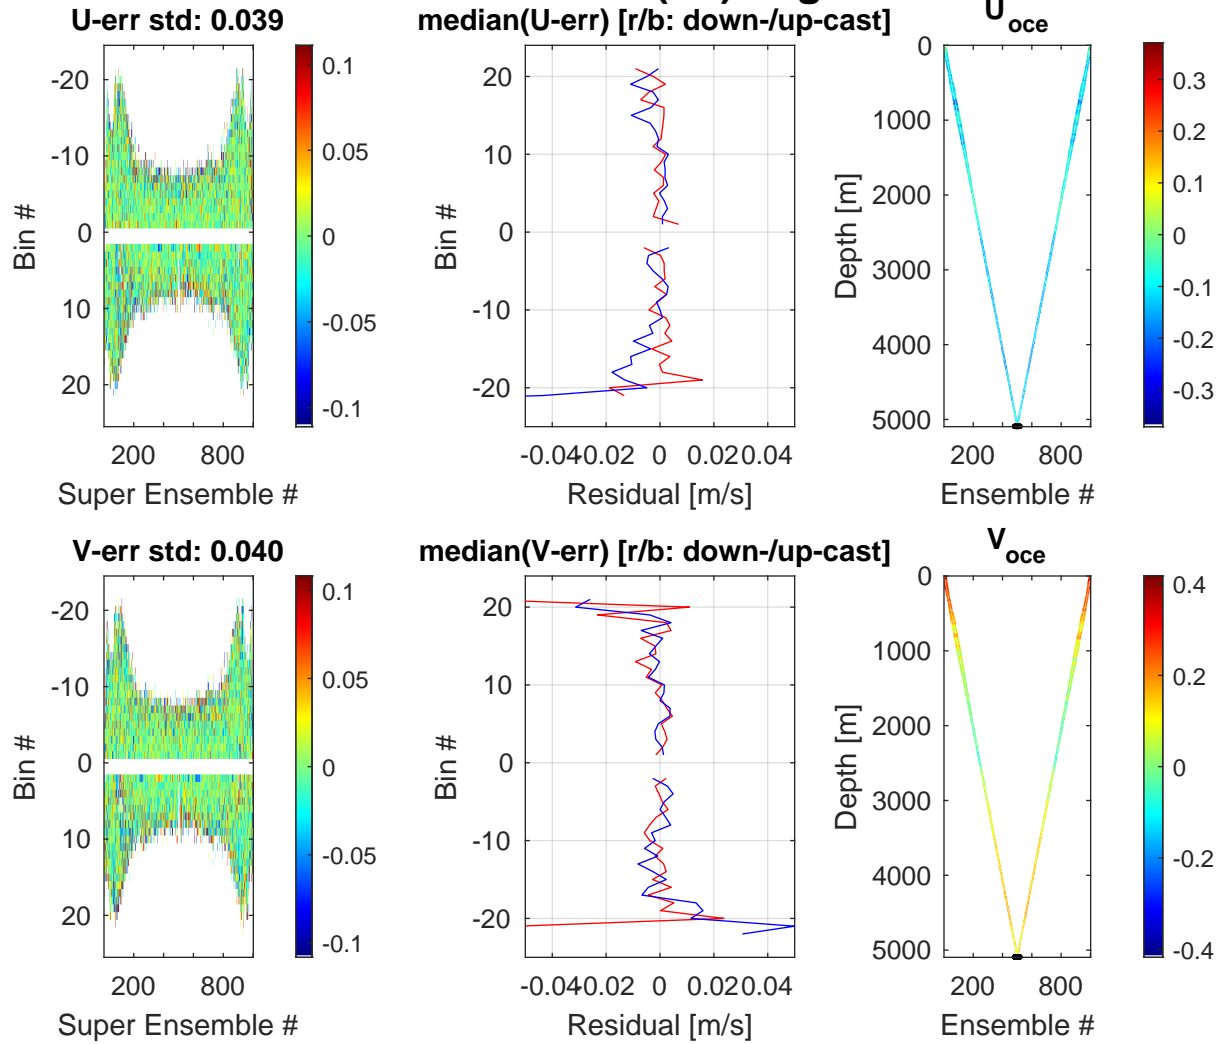 U-err std: 0.039
-20
-10
0
10
20
200 800
Bin #
Super Ensemble #
0.1
0.05
0
-0.05
-0.1
median(U-err) [r/b: down-/up-cast]
20
10
0
-10
-20
-0.04 -0.02 0 0.02 0.04
Bin #
Residual [m/s]
U oce
0
1000
2000
3000
4000
5000
200 800
Depth [m]
Ensemble #
0.3
0.2
0.1
0
-0.1
-0.2
-0.3
V-err std: 0.040
-20
-10
0
10
20
200 800
Bin #
Super Ensemble #
0.1
0.05
0
-0.05
-0.1
median(V-err) [r/b: down-/up-cast]
20
10
0
-10
-20
-0.04 -0.02 0 0.02 0.04
Bin #
Residual [m/s]
V oce
0
1000
2000
3000
4000
5000
200 800
Depth [m]
Ensemble #
0.4
0.2
0
-0.2
-0.4